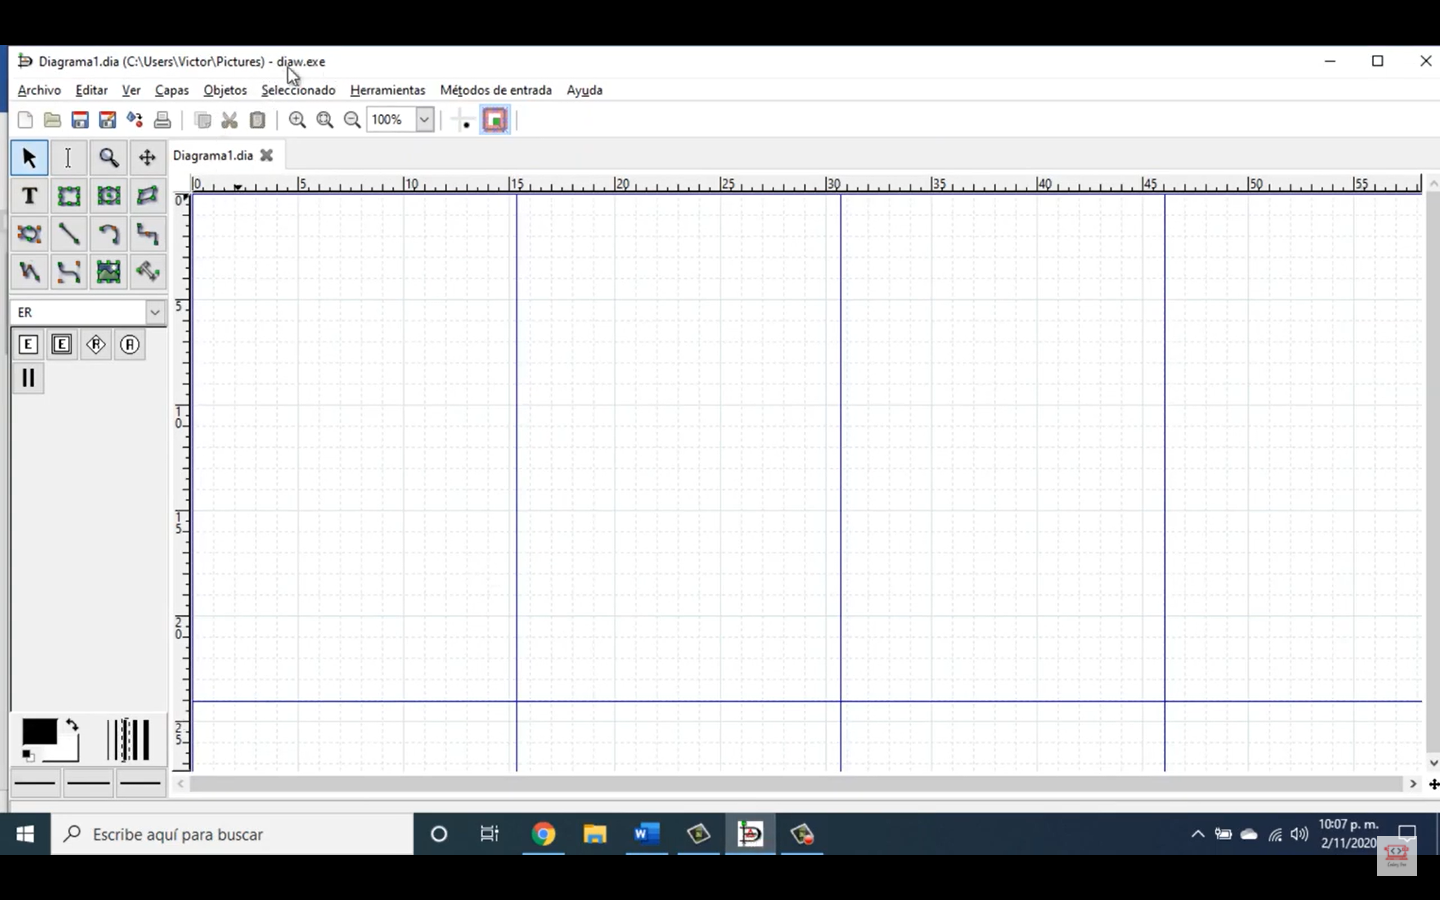 Diagrama1.dia (C:\Users\Victor\Pictures) - diaw.exe
Archivo Editar Ver Capas Objetos Seleccionado Herramientas Métodos de entrada Ayuda
100%
Diagrama1.dia
0 5 10 15 20 25 30 35 40 45 50 55
T
0
5
10
15
20
25
ER
E E R A
Escribe aquí para buscar
W
10:07 p. m.
2/11/2020